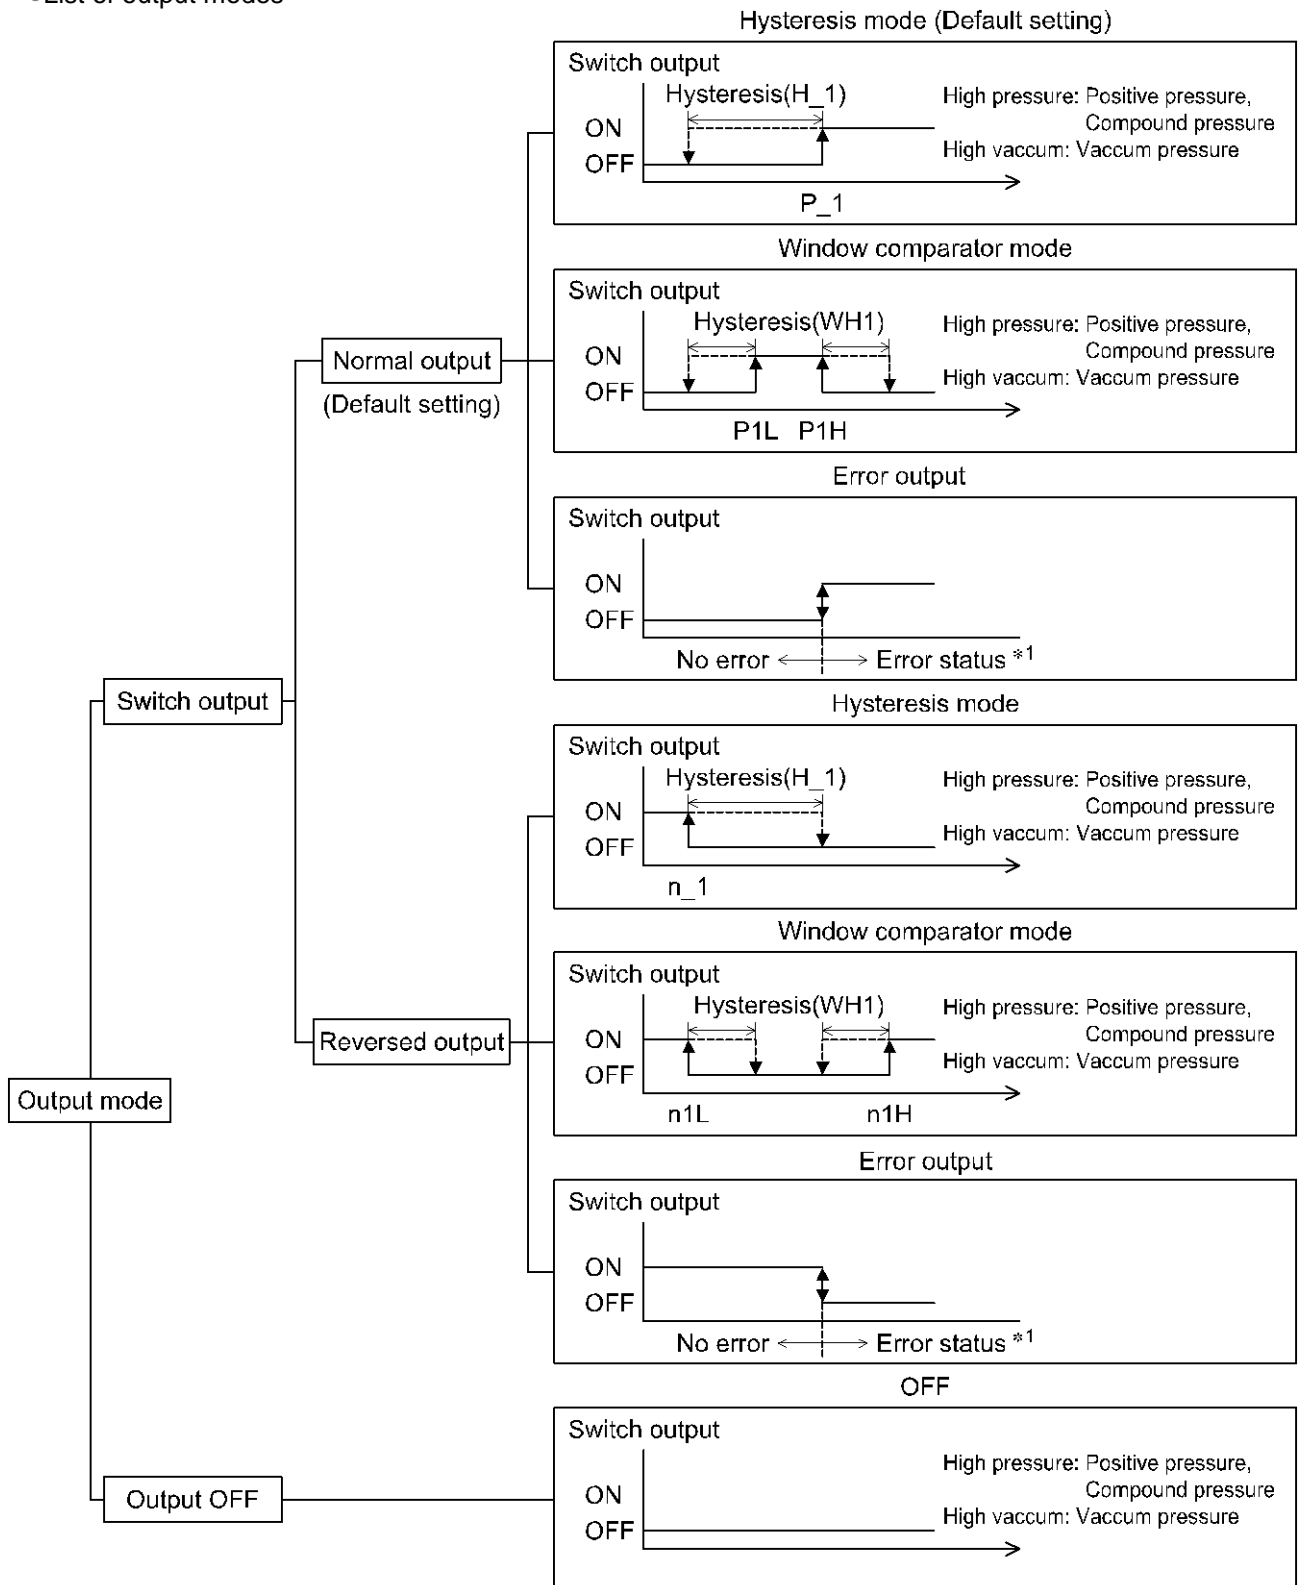 List of output modes
Hysteresis mode (Default setting)
Switch output
Hysteresis(H_1)
High pressure: Positive pressure,
Compound pressure
High vaccum: Vaccum pressure
ON
OFF
P_1
Window comparator mode
Switch output
Hysteresis(WH1)
High pressure: Positive pressure,
Compound pressure
High vaccum: Vaccum pressure
ON
OFF
P1L P1H
Normal output
(Default setting)
Error output
Switch output
ON
OFF
No error
Error status *1
Switch output
Hysteresis mode
Switch output
Hysteresis(H_1)
High pressure: Positive pressure,
Compound pressure
High vaccum: Vaccum pressure
ON
OFF
n_1
Window comparator mode
Switch output
Hysteresis(WH1)
High pressure: Positive pressure,
Compound pressure
High vaccum: Vaccum pressure
ON
OFF
n1L n1H
Reversed output
Output mode
Error output
Switch output
ON
OFF
No error
Error status *1
OFF
Switch output
High pressure: Positive pressure,
Compound pressure
High vaccum: Vaccum pressure
ON
OFF
Output OFF